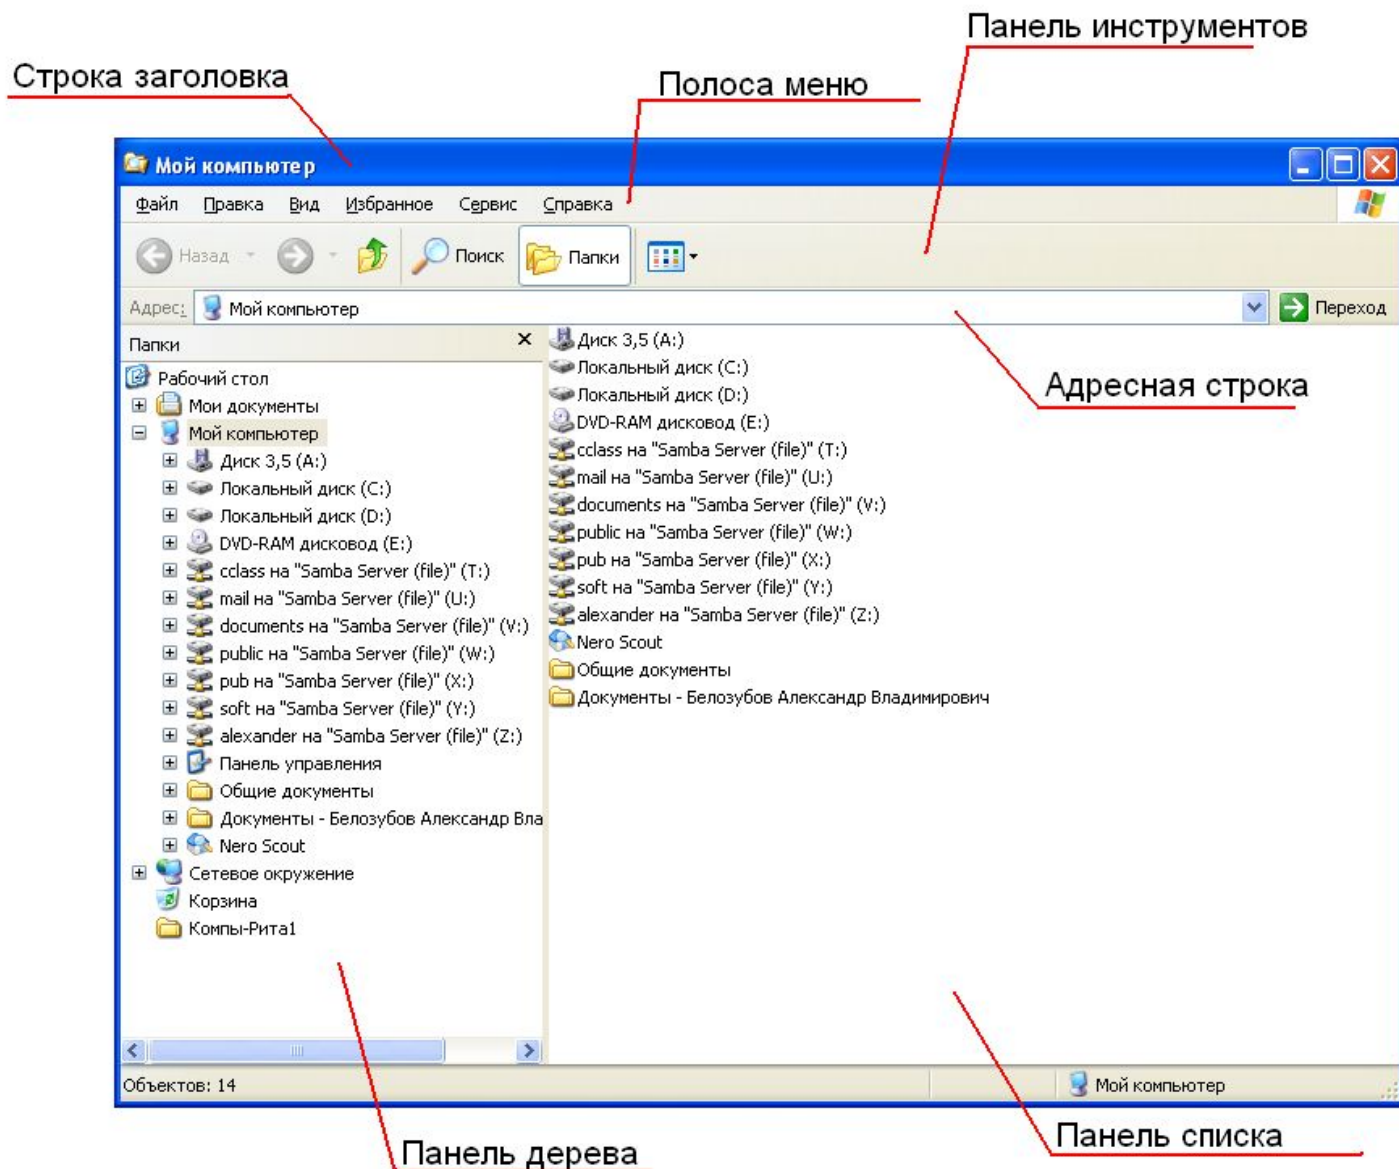 Панель инструментов
Строка заголовка
Полоса меню
Мой компьютер
Файл Правка Вид Избранное Сервис Справка
Назад Поиск Папки
Адрес: Мой компьютер Переход
Папки
Рабочий стол
Мои документы
Мой компьютер
Диск 3,5 (A:)
Локальный диск (C:)
Локальный диск (D:)
DVD-RAM дисковод (E:)
cclass на "Samba Server (file)" (T:)
mail на "Samba Server (file)" (U:)
documents на "Samba Server (file)" (V:)
public на "Samba Server (file)" (W:)
pub на "Samba Server (file)" (X:)
soft на "Samba Server (file)" (Y:)
alexander на "Samba Server (file)" (Z:)
Панель управления
Общие документы
Документы - Белозубов Александр Вла
Nero Scout
Сетевое окружение
Корзина
Компы-Рита1
Диск 3,5 (A:)
Локальный диск (C:)
Локальный диск (D:)
DVD-RAM дисковод (E:)
cclass на "Samba Server (file)" (T:)
mail на "Samba Server (file)" (U:)
documents на "Samba Server (file)" (V:)
public на "Samba Server (file)" (W:)
pub на "Samba Server (file)" (X:)
soft на "Samba Server (file)" (Y:)
alexander на "Samba Server (file)" (Z:)
Nero Scout
Общие документы
Документы - Белозубов Александр Владимирович
Адресная строка
Объектов: 14 Мой компьютер
Панель дерева
Панель списка